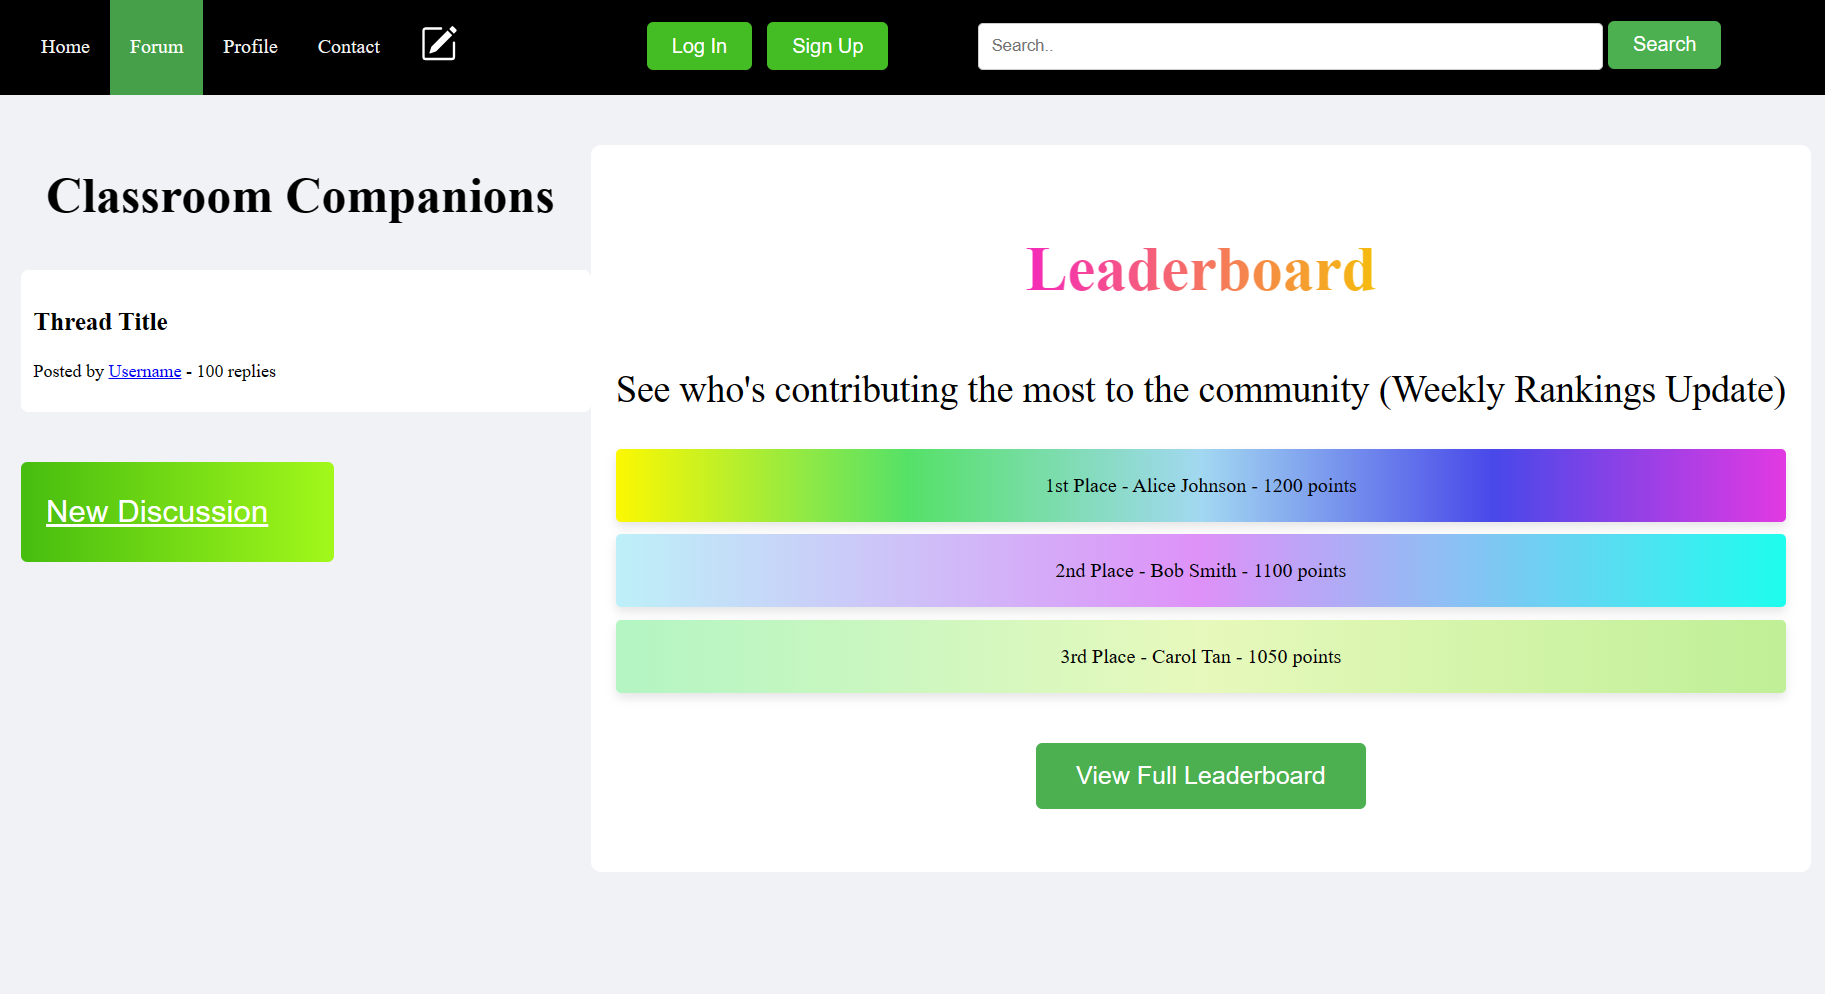 Home Forum Profile Contact Log In Sign Up Search.. Search
Classroom Companions
Thread Title
Posted by Username - 100 replies
New Discussion
Leaderboard
See who's contributing the most to the community (Weekly Rankings Update)
1st Place - Alice Johnson - 1200 points
2nd Place - Bob Smith - 1100 points
3rd Place - Carol Tan - 1050 points
View Full Leaderboard